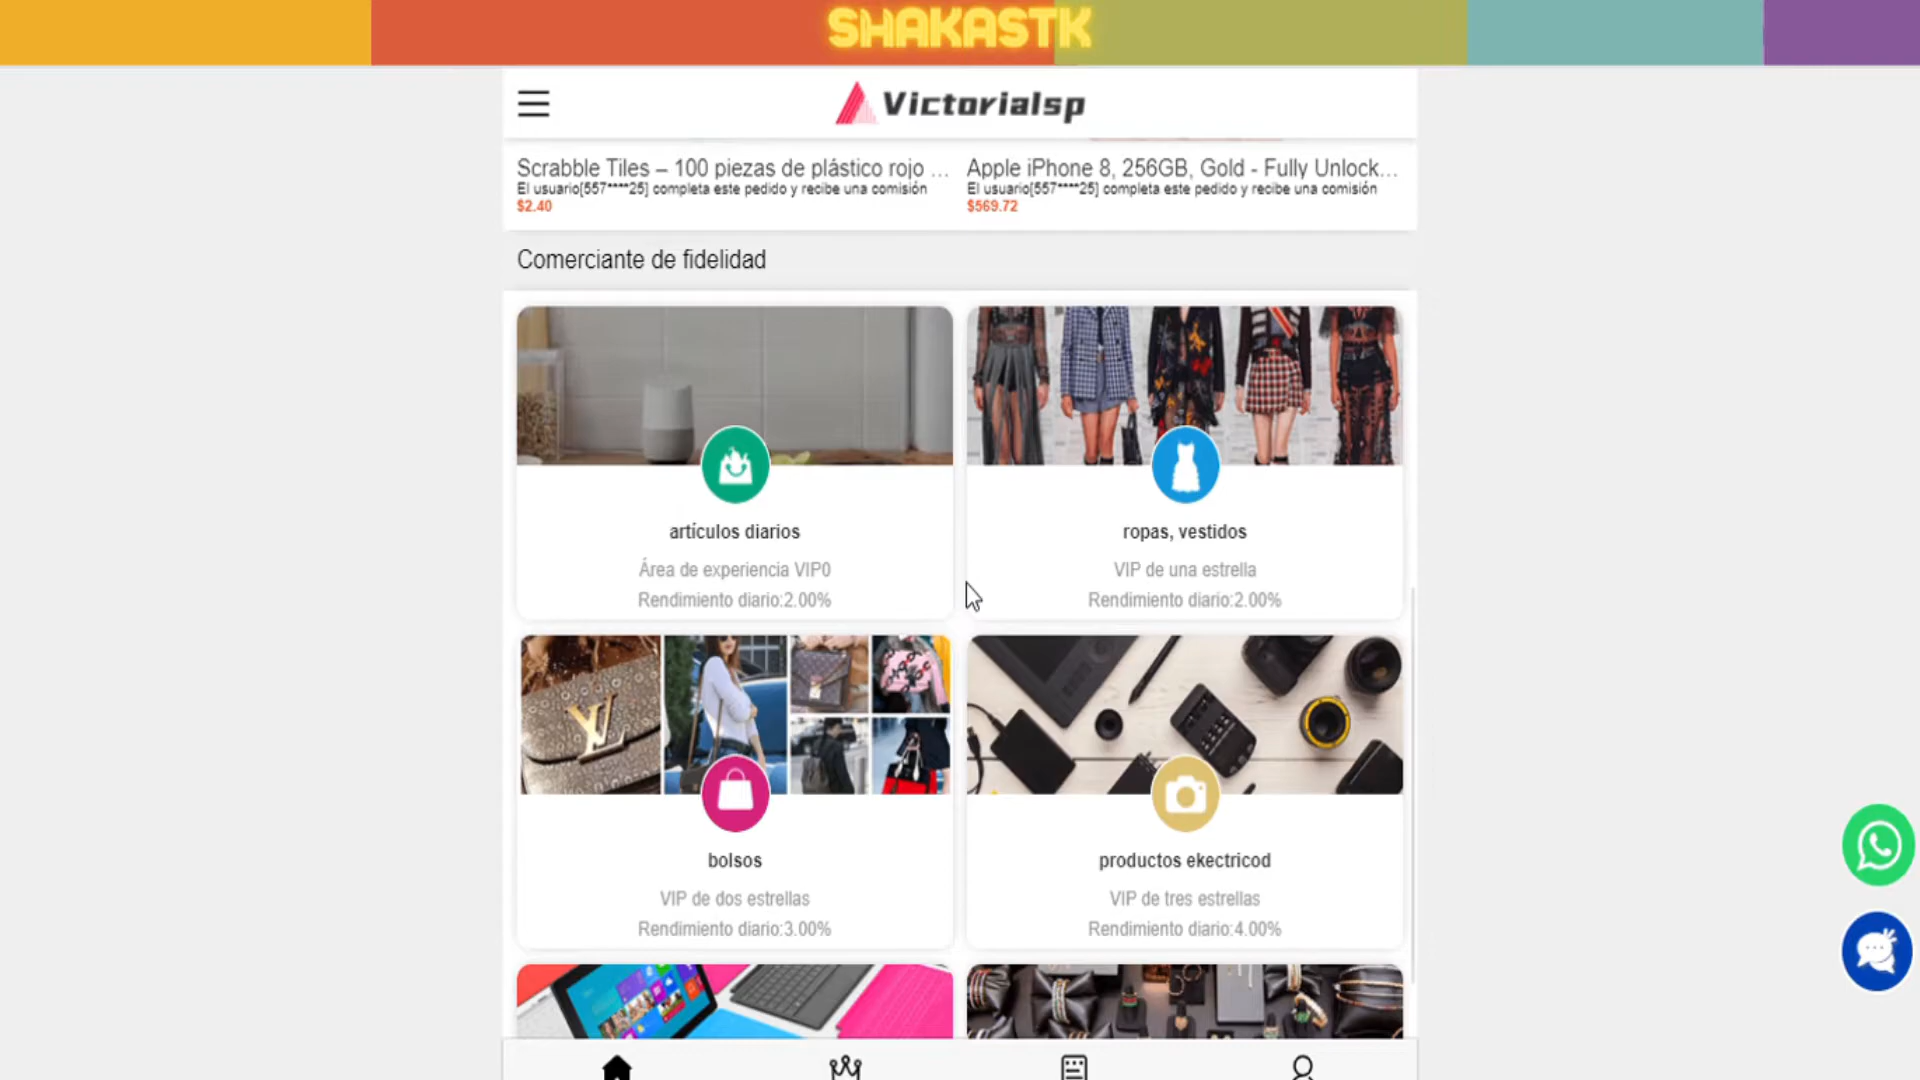 SHAKASTK
Victorialsp
Scrabble Tiles – 100 piezas de plástico rojo ...
El usuario[557****25] completa este pedido y recibe una comisión
$2.40
Apple iPhone 8, 256GB, Gold - Fully Unlock...
El usuario[557****25] completa este pedido y recibe una comisión
$569.72
Comerciante de fidelidad
artículos diarios
Área de experiencia VIP0
Rendimiento diario:2.00%
ropas, vestidos
VIP de una estrella
Rendimiento diario:2.00%
bolsos
VIP de dos estrellas
Rendimiento diario:3.00%
productos ekectricod
VIP de tres estrellas
Rendimiento diario:4.00%